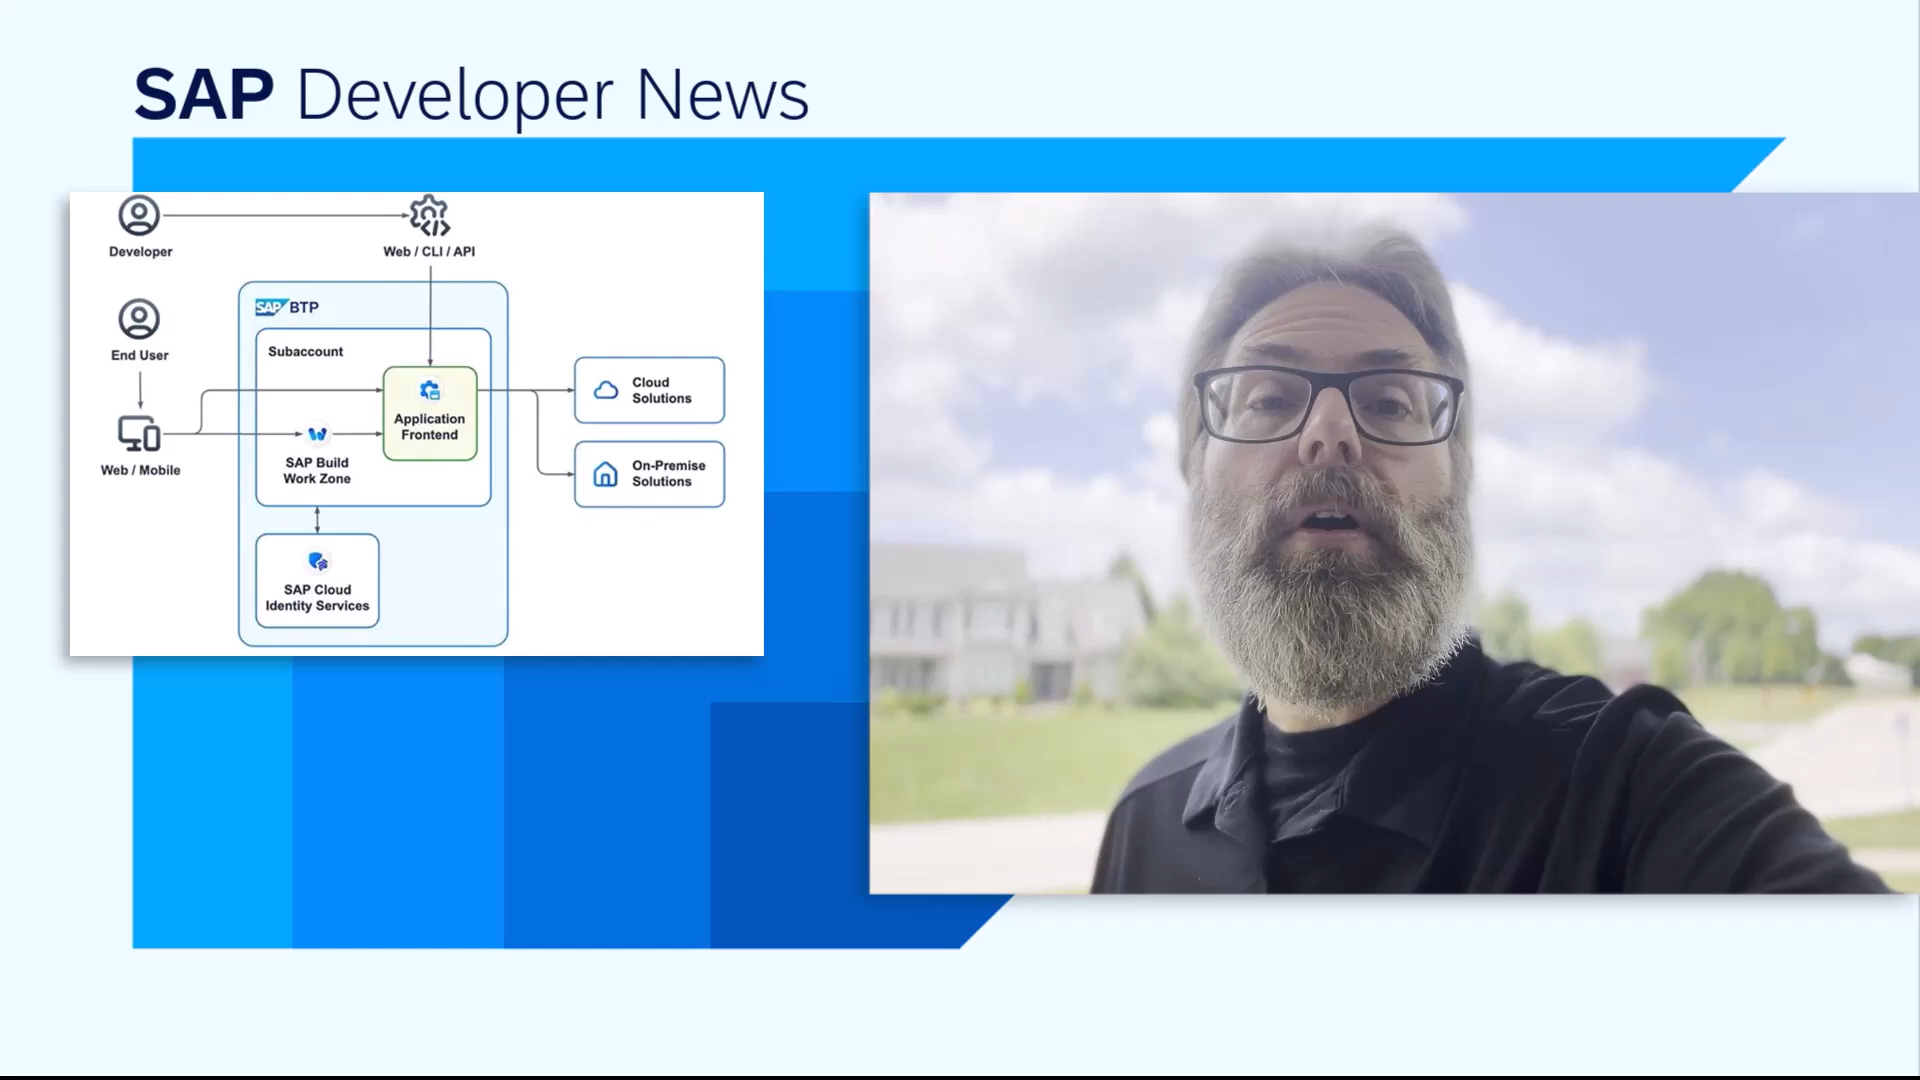 SAP Developer News
Developer
Web / CLI / API
End User
SAP BTP
Subaccount
Application
Frontend
Cloud
Solutions
SAP Build
Work Zone
Web / Mobile
On-Premise
Solutions
SAP Cloud
Identity Services